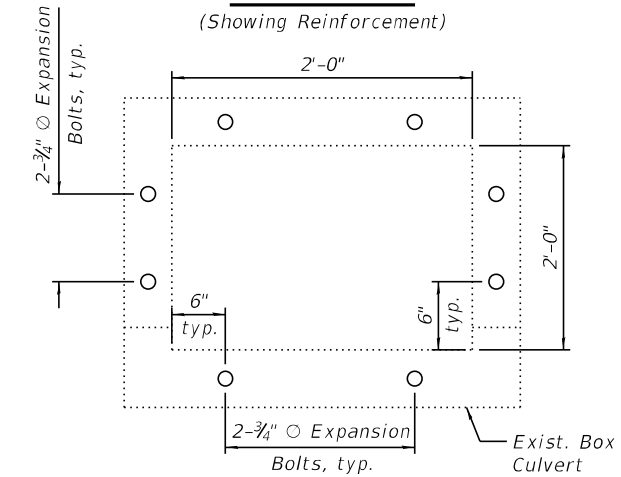 (Showing Reinforcement)
2'-0"
2-¾" ∅ Expansion
Bolts, typ.
2'-0"
6"
typ.
6"
typ.
2-¾" ∅ Expansion
Bolts, typ.
Exist. Box
Culvert